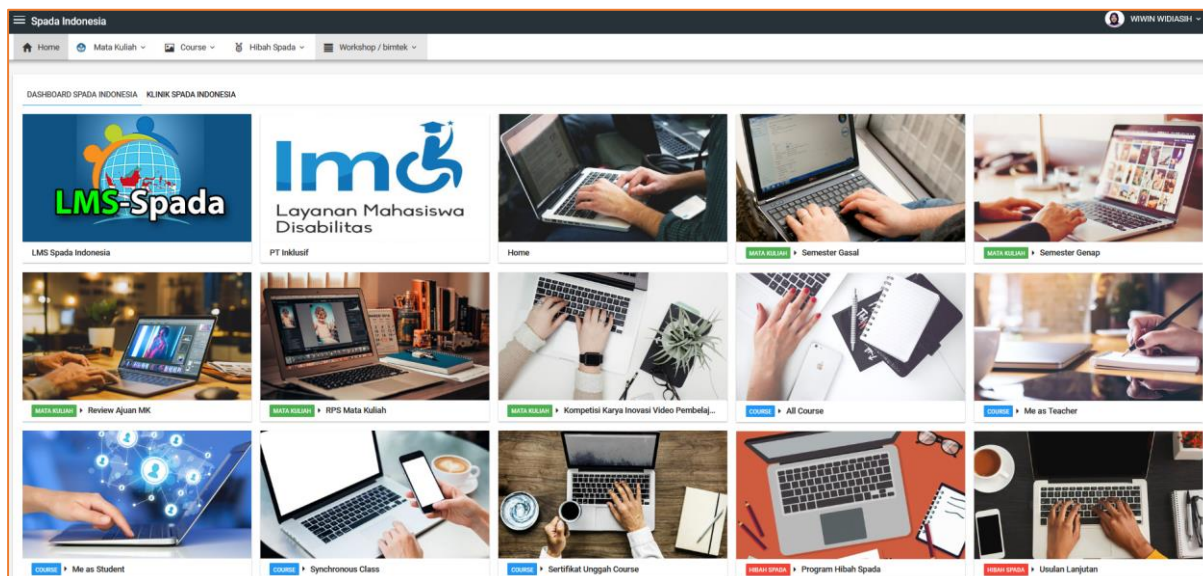 Spada Indonesia
WIWIN WIDIASIH
Home
Mata Kuliah
Course
Hibah Spada
Workshop / bimtek
DASHBOARD SPADA INDONESIA
KLINIK SPADA INDONESIA
LMS-Spada
lmd
Layanan Mahasiswa
Disabilitas
LMS Spada Indonesia
PT Inklusif
Home
MATA KULIAH Semester Gasal
MATA KULIAH Semester Genap
MATA KULIAH Review Ajuan MK
MATA KULIAH RPS Mata Kuliah
MATA KULIAH Kompetisi Karya Inovasi Video Pembelaj...
COURSE All Course
COURSE Me as Teacher
COURSE Me as Student
COURSE Synchronous Class
COURSE Sertifikat Unggah Course
HIBAH SPADA Program Hibah Spada
HIBAH SPADA Usulan Lanjutan